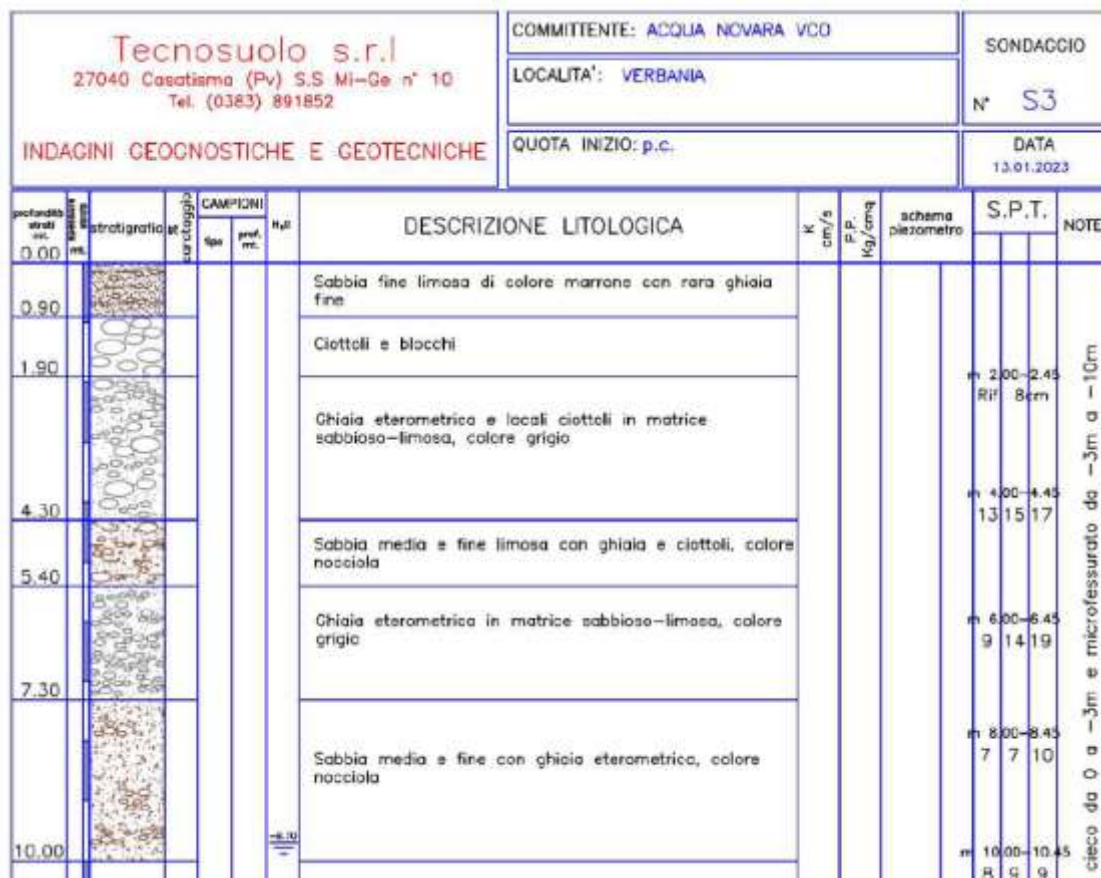 Tecnosuolo s.r.l
27040 Casatisma (Pv) S.S Mi-Ge n° 10
Tel. (0383) 891852
INDAGINI GEOGNOSTICHE E GEOTECNICHE
COMMITTENTE: ACQUA NOVARA VCO
LOCALITA': VERBANIA
QUOTA INIZIO: p.c.
SONDAGGIO
N° S3
DATA
13.01.2023
profondità strati mt.
0.00
stratigrafia
carotaggio
CAMPIONI
tipo
prof. mt.
H₂O
DESCRIZIONE LITOLOGICA
K cm/s
P.P. Kg/cmq
schema piezometro
S.P.T.
NOTE
Sabbia fine limosa di colore marrone con rara ghiaia
fine
0.90
Ciottoli e blocchi
1.90
m 2.00-2.45
Rif 8cm
Ghiaia eterometrica e locali ciottoli in matrice
sabbioso-limosa, colore grigio
m 4.00-4.45
13 15 17
4.30
Sabbia media e fine limosa con ghiaia e ciottoli, colore
nocciola
5.40
Ghiaia eterometrica in matrice sabbioso-limosa, colore
grigio
m 6.00-6.45
9 14 19
7.30
m 8.00-8.45
7 7 10
Sabbia media e fine con ghiaia eterometrica, colore
nocciola
10.00
m 10.00-10.45
8 9 9
cieco da 0 a -3m e microfessurato da -3m a -10m